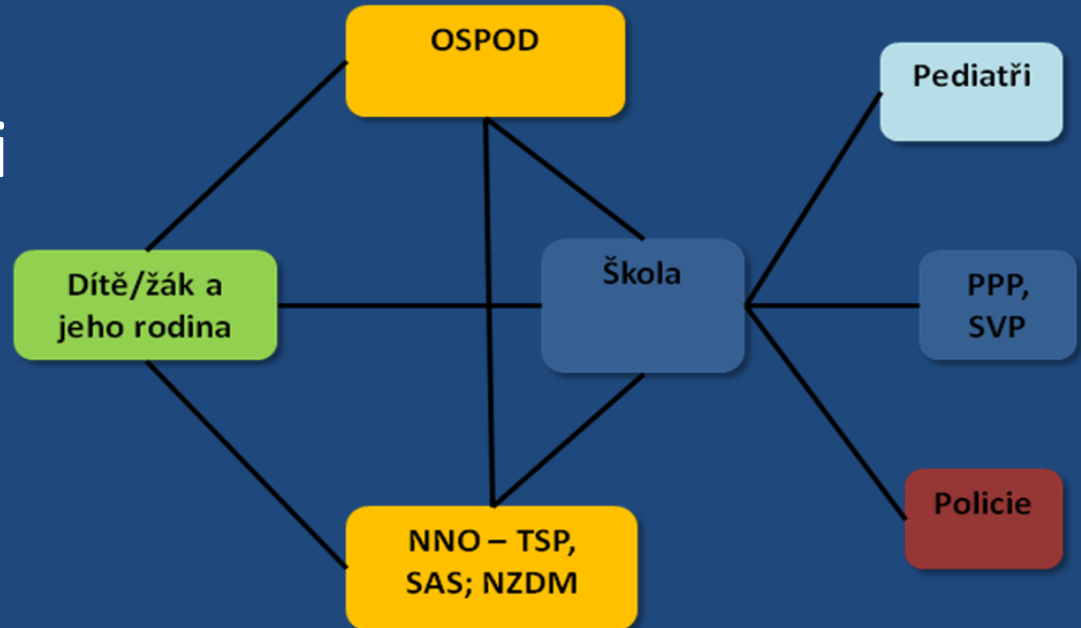 OSPOD
Pediatři
Dítě/žák a
jeho rodina
Škola
PPP,
SVP
Policie
NNO – TSP,
SAS; NZDM